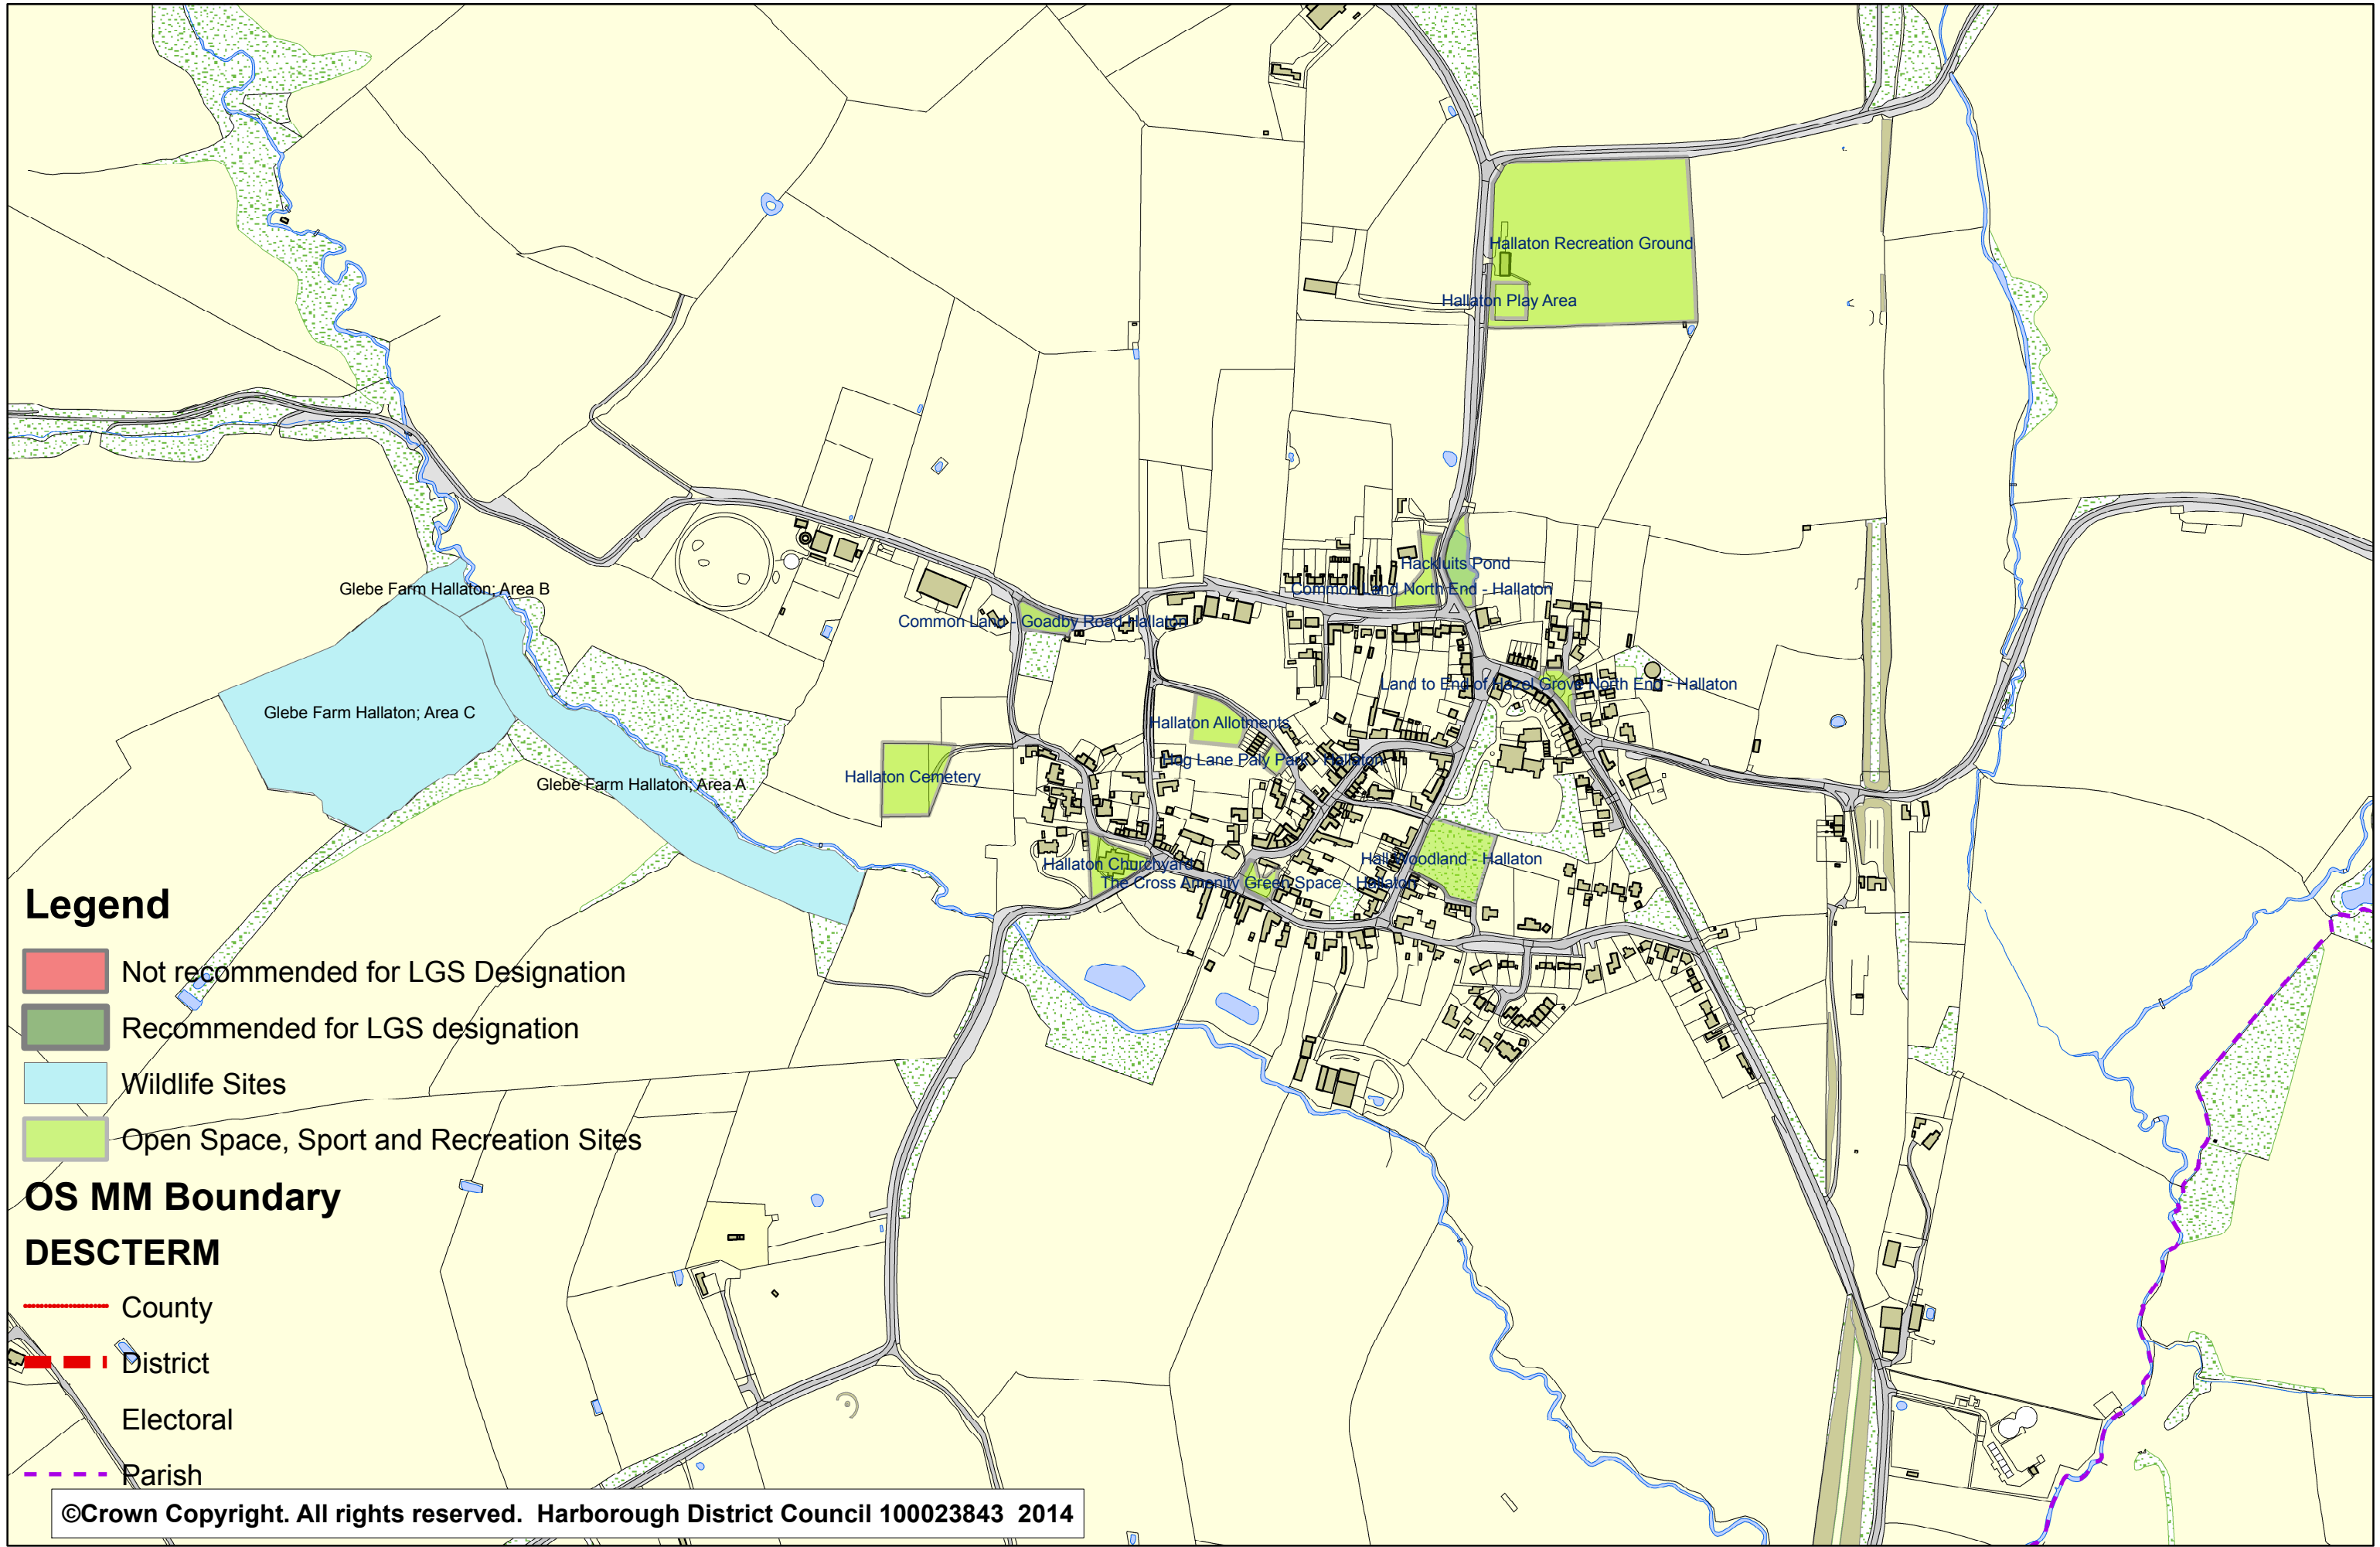 Hallaton Recreation Ground
Hallaton Play Area
Hackluits Pond
Common Land North End - Hallaton
Glebe Farm Hallaton; Area B
Common Land - Goadby Road Hallaton
Land to End of Hazel Grove North End - Hallaton
Glebe Farm Hallaton; Area C
Hallaton Allotments
Hog Lane Paly Park - Hallaton
Hallaton Cemetery
Glebe Farm Hallaton; Area A
Hallaton Churchyard
Hall Woodland - Hallaton
The Cross Amenity Green Space - Hallaton
Legend
Not recommended for LGS Designation
Recommended for LGS designation
Wildlife Sites
Open Space, Sport and Recreation Sites
OS MM Boundary
DESCTERM
County
District
Electoral
Parish
©Crown Copyright. All rights reserved. Harborough District Council 100023843 2014